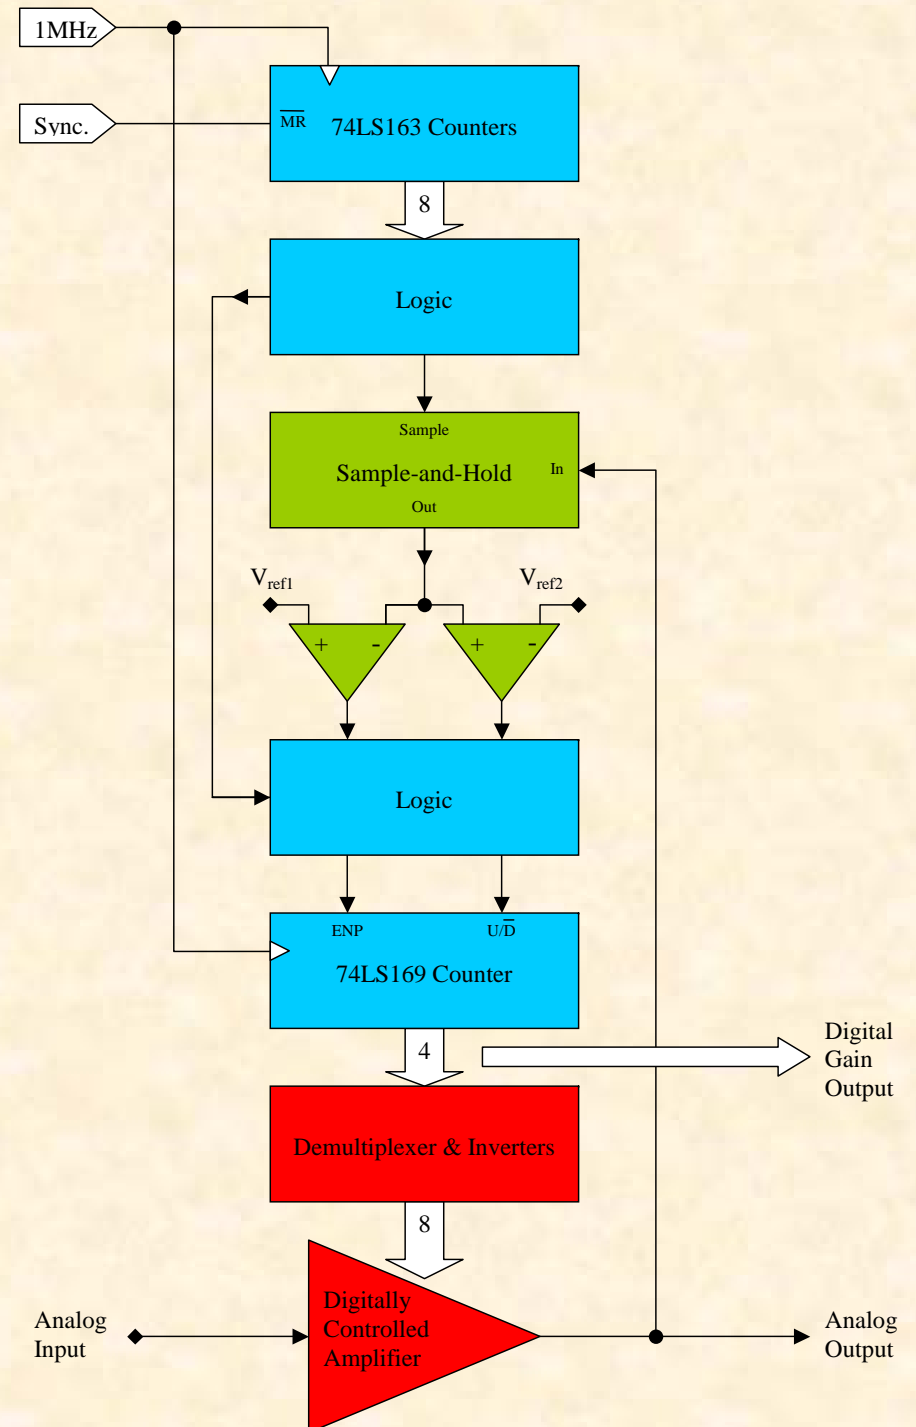 1MHz
Sync.
M̅R̅ 74LS163 Counters
8
Logic
Sample
Sample-and-Hold In
Out
Vref1 Vref2
+ - + -
Logic
ENP U/D̅
74LS169 Counter
4
Digital
Gain
Output
Demultiplexer & Inverters
8
Digitally
Controlled
Amplifier
Analog
Input
Analog
Output